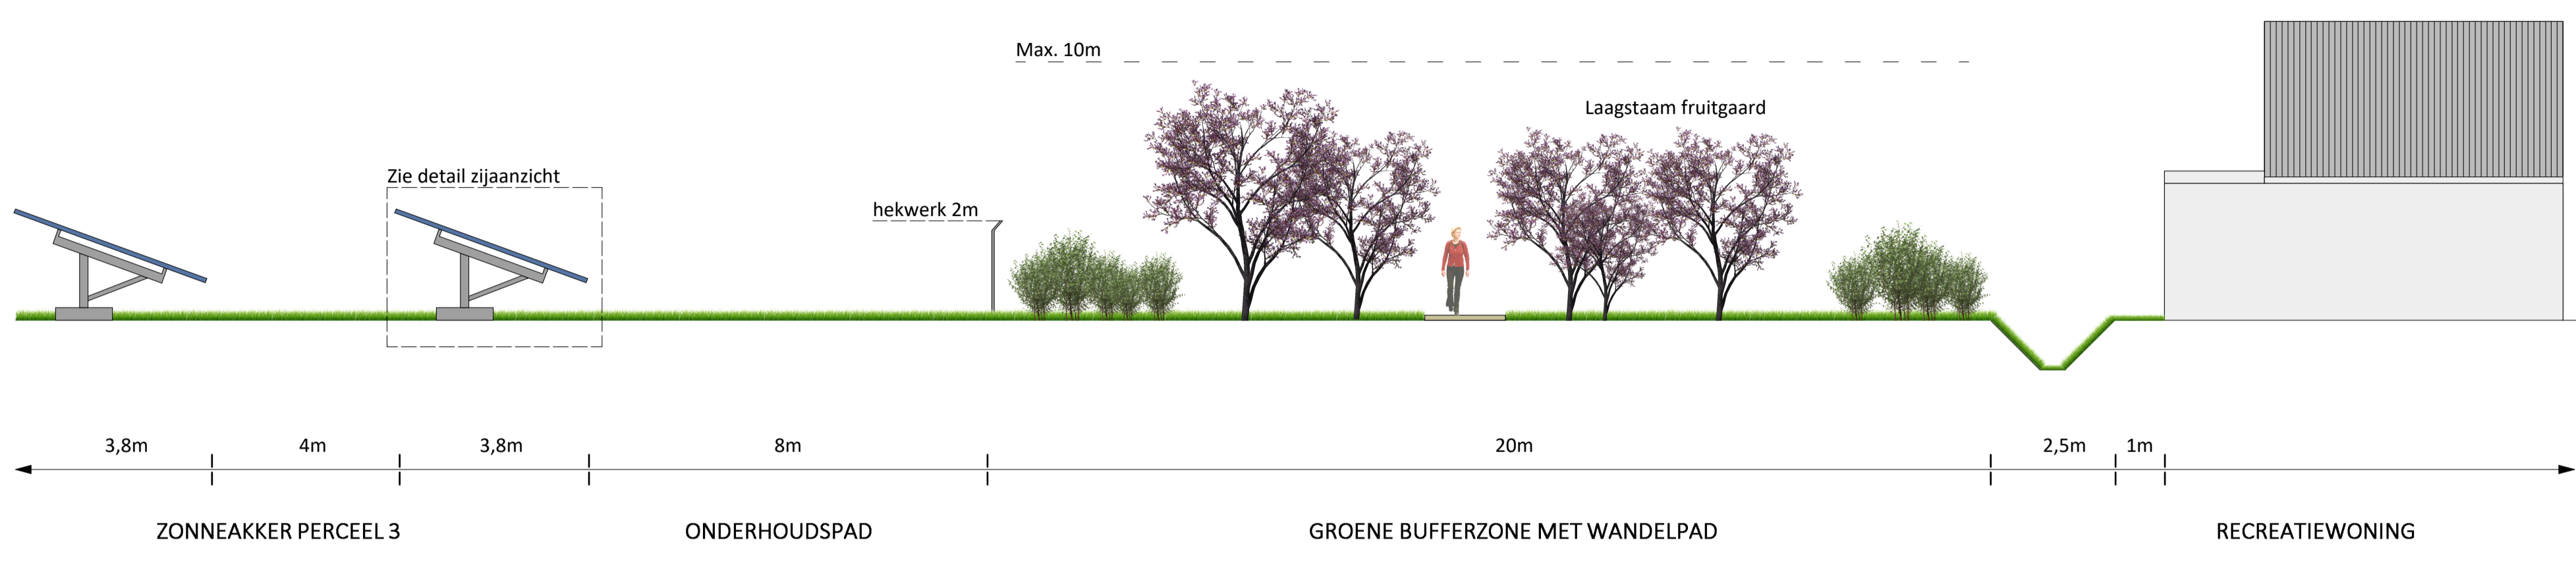 Max. 10m
Laagstaam fruitgaard
Zie detail zijaanzicht
hekwerk 2m
3,8m
4m
3,8m
8m
20m
2,5m
1m
ZONNEAKKER PERCEEL 3
ONDERHOUDSPAD
GROENE BUFFERZONE MET WANDELPAD
RECREATIEWONING